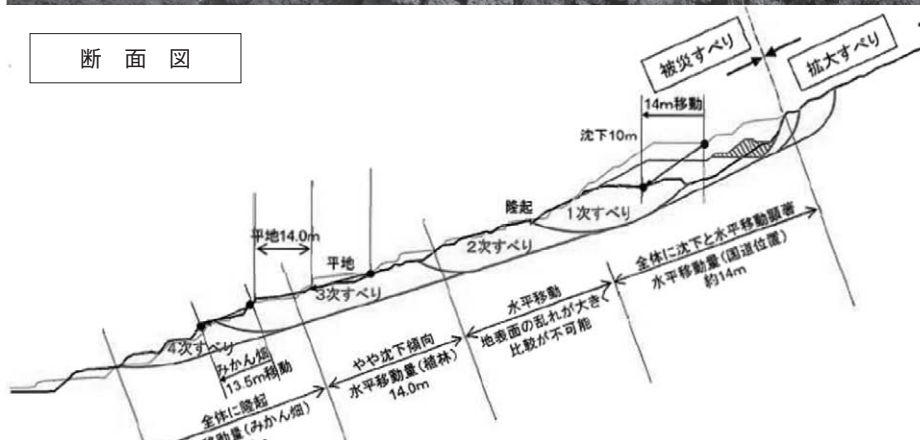 断面図
被災すべり
拡大すべり
14m移動
沈下10m
隆起
1次すべり
平地14.0m
平地
2次すべり
3次すべり
全体に沈下と水平移動顕著
水平移動量(国道位置)
約14m
水平移動
地表面の乱れが大きく
比較が不可能
4次すべり
みかん畑
13.5m移動
やや沈下傾向
水平移動量(植林)
14.0m
全体に隆起
移動量(みかん畑)